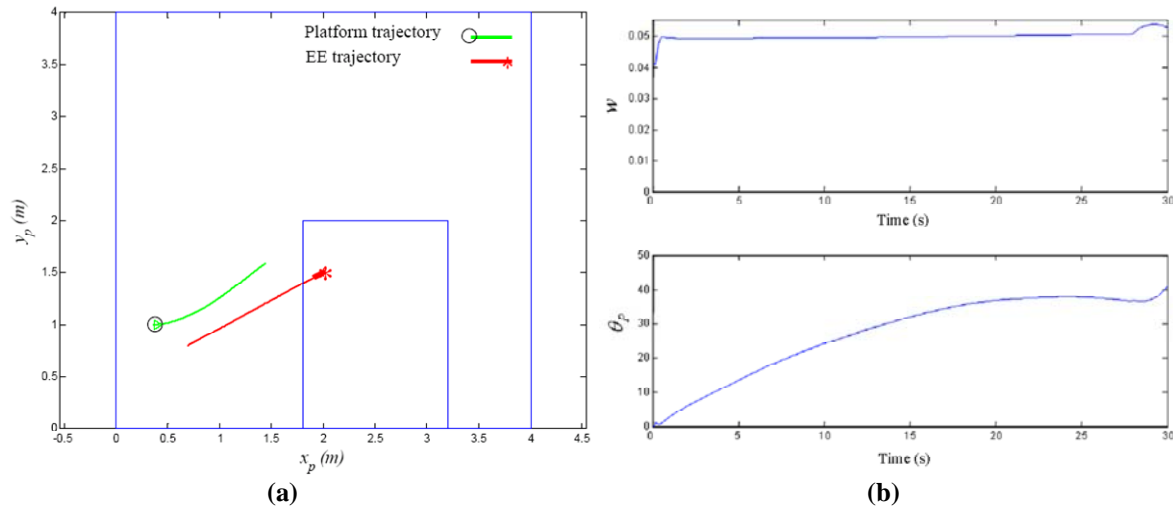 Platform trajectory
EE trajectory
4
3.5
3
2.5
2
1.5
1
0.5
0
y_p (m)
-0.5 0 0.5 1 1.5 2 2.5 3 3.5 4 4.5
x_p (m)
(a)
0.05
0.04
0.03
0.02
0.01
0
w
0 5 10 15 20 25 30
Time (s)
50
40
30
20
10
0
θ_p
0 5 10 15 20 25 30
Time (s)
(b)